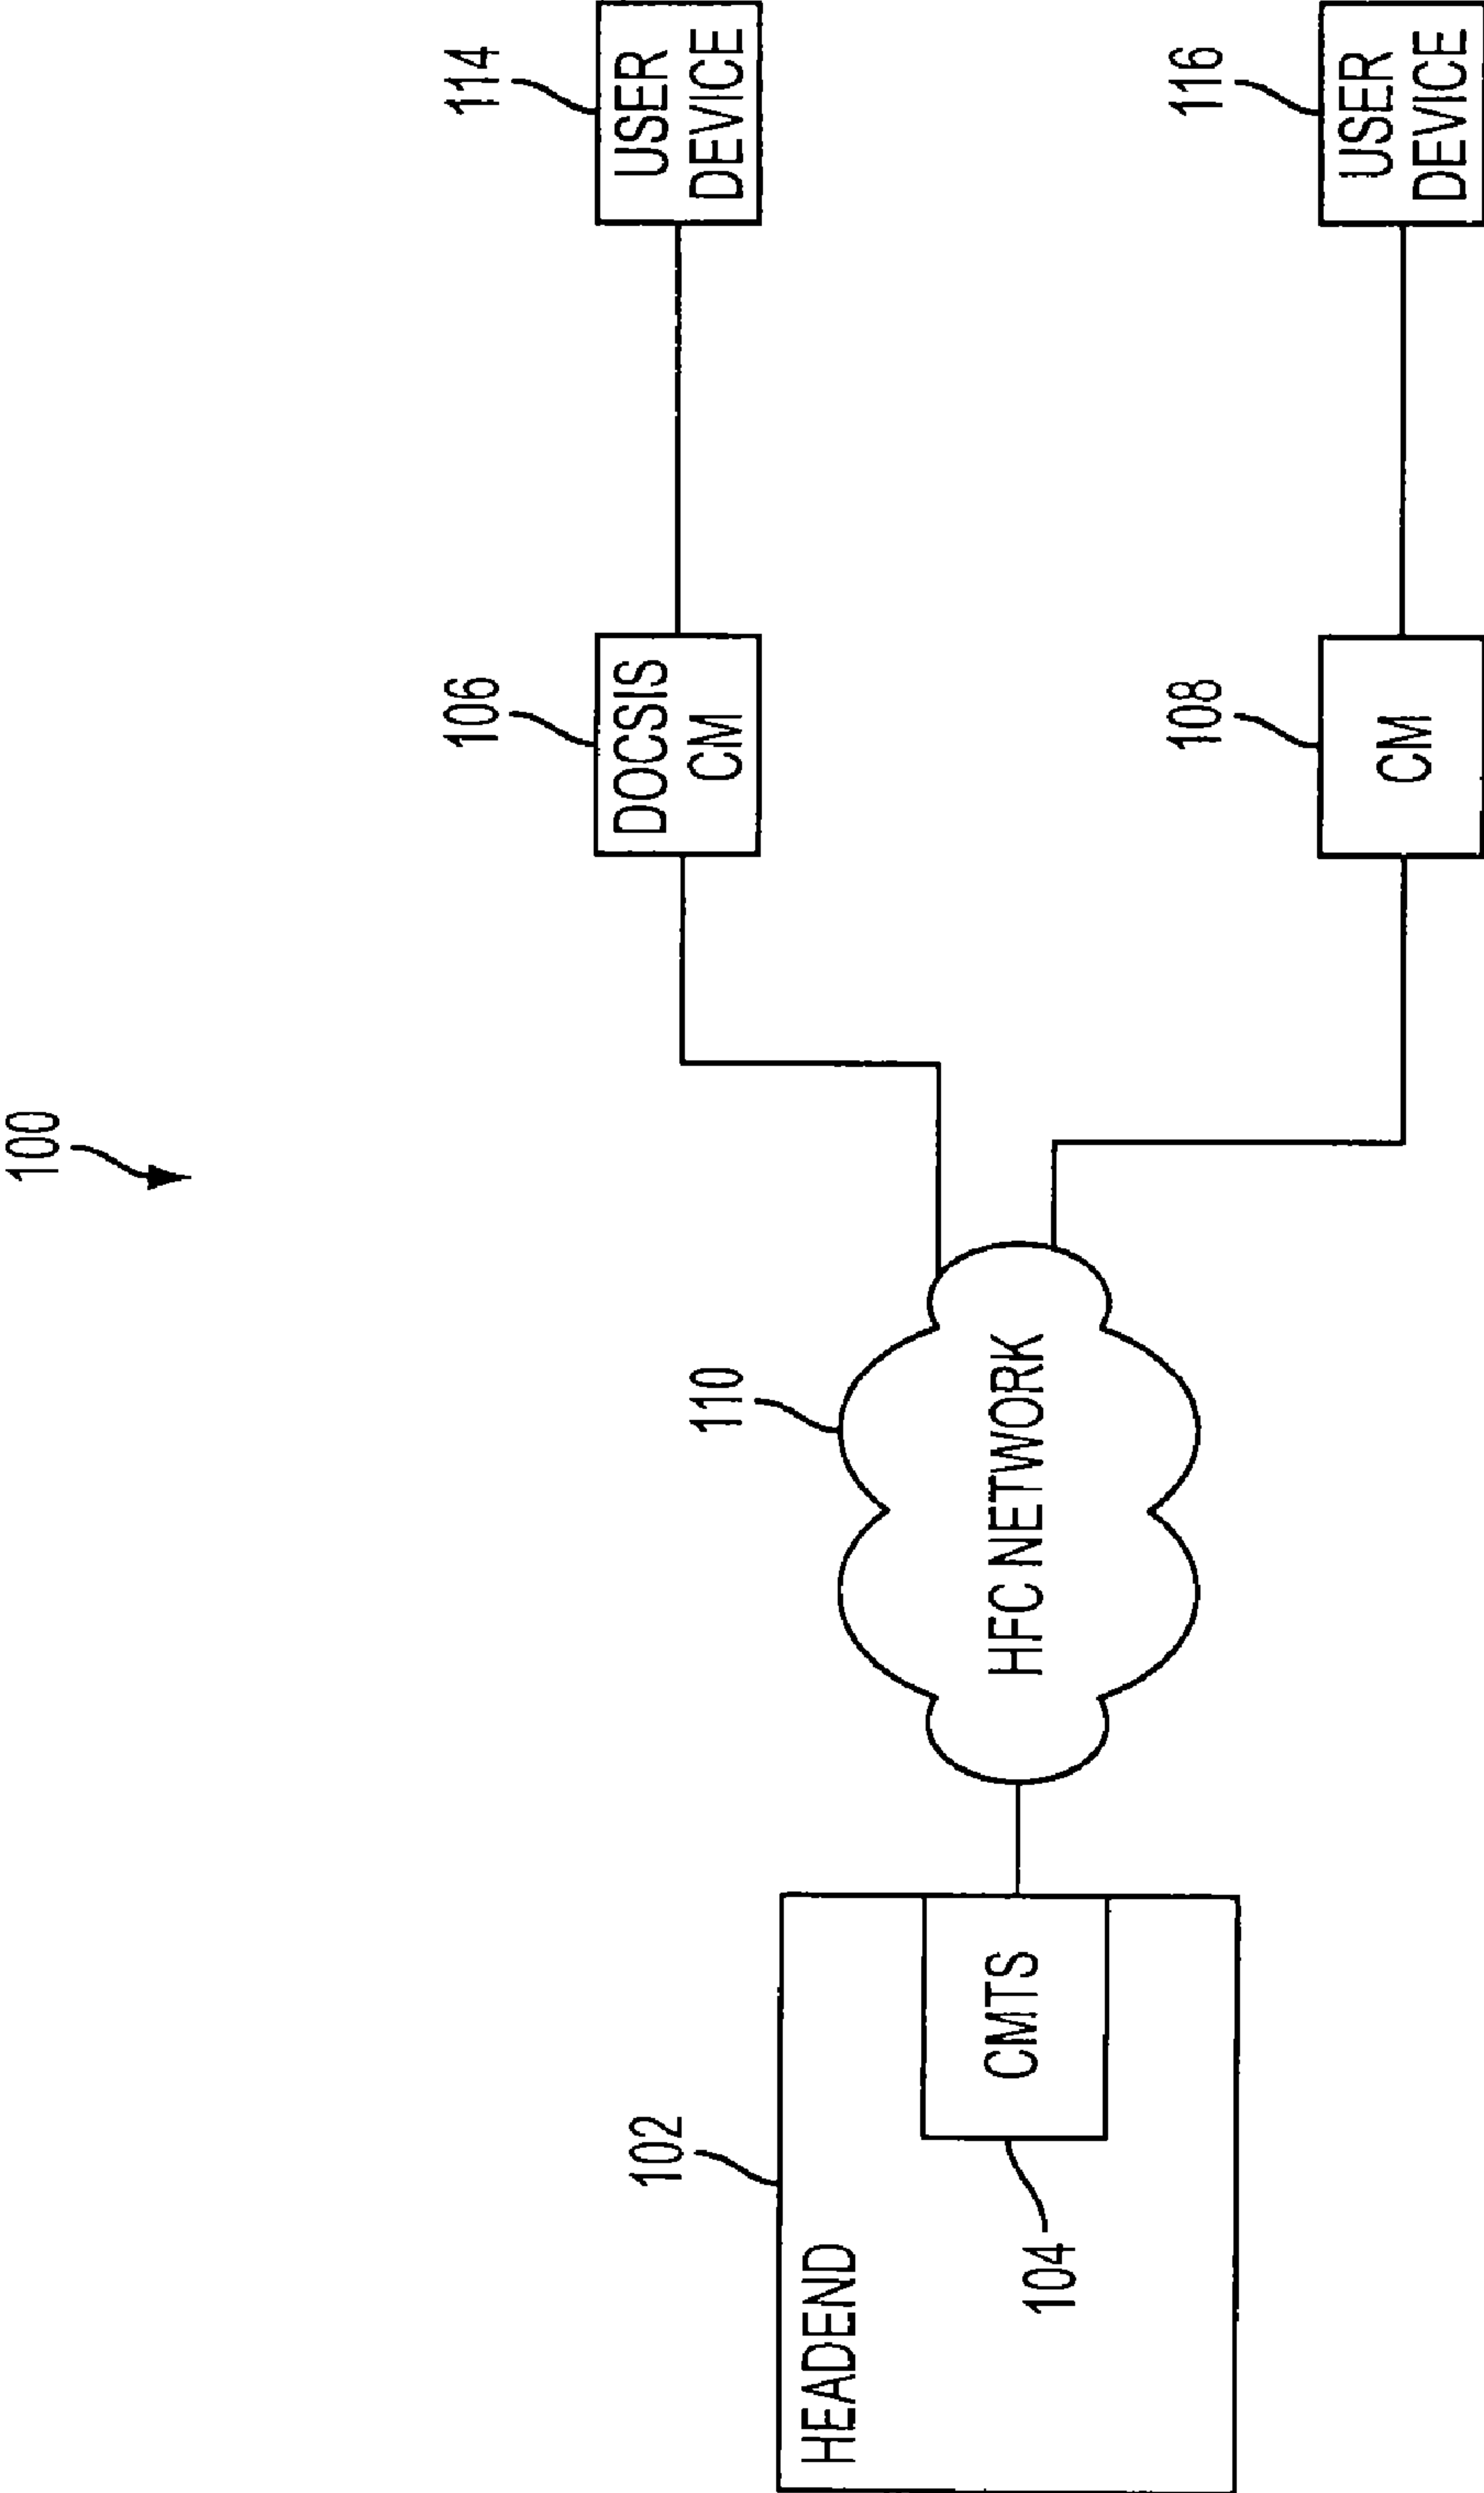 100
114
USER
DEVICE
106
DOCSIS
CM
110
HFC NETWORK
102
HEADEND
CMTS
104
108
CM
116
USER
DEVICE